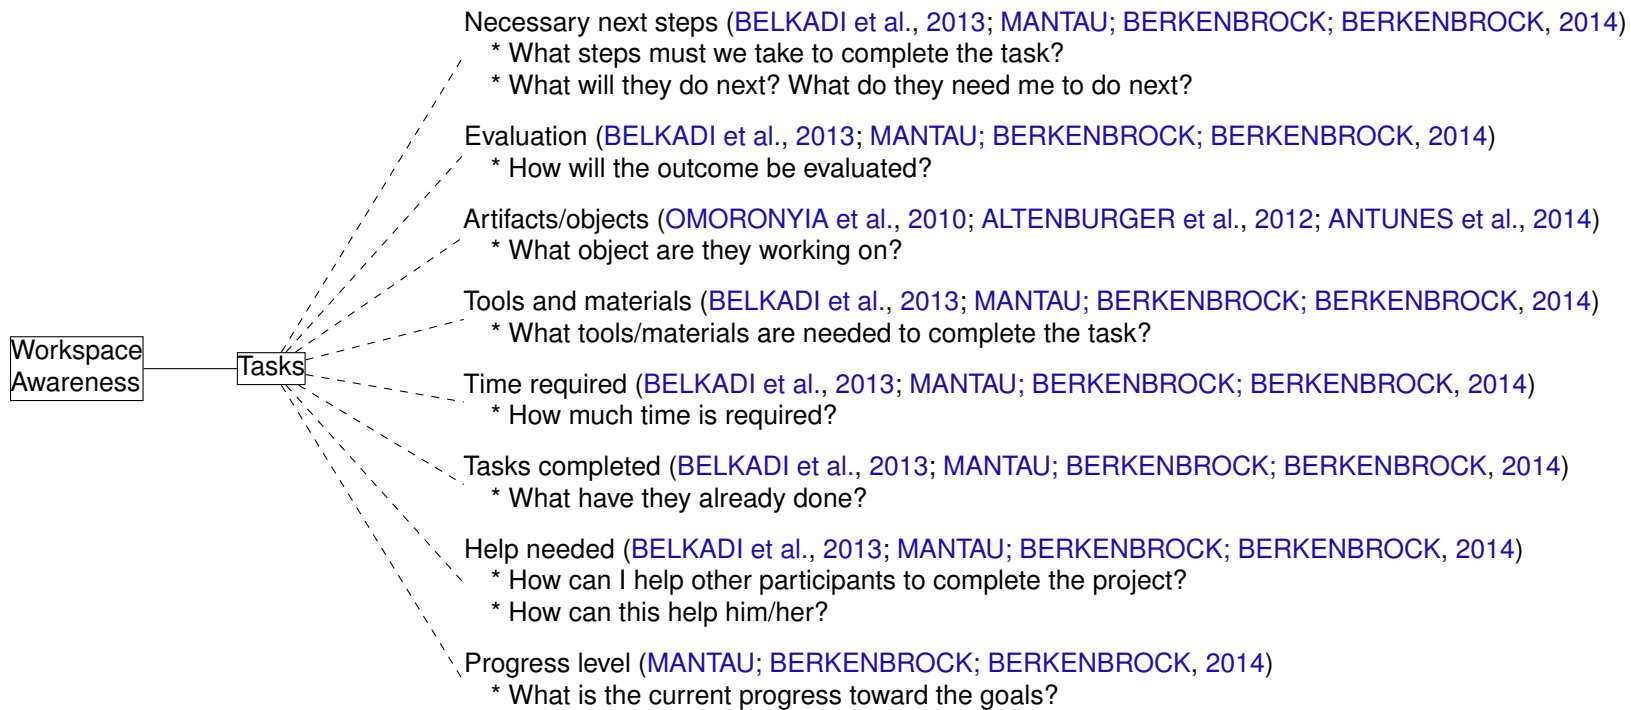 Necessary next steps (BELKADI et al., 2013; MANTAU; BERKENBROCK; BERKENBROCK, 2014)
* What steps must we take to complete the task?
* What will they do next? What do they need me to do next?
Evaluation (BELKADI et al., 2013; MANTAU; BERKENBROCK; BERKENBROCK, 2014)
* How will the outcome be evaluated?
Artifacts/objects (OMORONYIA et al., 2010; ALTENBURGER et al., 2012; ANTUNES et al., 2014)
* What object are they working on?
Tools and materials (BELKADI et al., 2013; MANTAU; BERKENBROCK; BERKENBROCK, 2014)
* What tools/materials are needed to complete the task?
Workspace
Awareness
Tasks
Time required (BELKADI et al., 2013; MANTAU; BERKENBROCK; BERKENBROCK, 2014)
* How much time is required?
Tasks completed (BELKADI et al., 2013; MANTAU; BERKENBROCK; BERKENBROCK, 2014)
* What have they already done?
Help needed (BELKADI et al., 2013; MANTAU; BERKENBROCK; BERKENBROCK, 2014)
* How can I help other participants to complete the project?
* How can this help him/her?
Progress level (MANTAU; BERKENBROCK; BERKENBROCK, 2014)
* What is the current progress toward the goals?